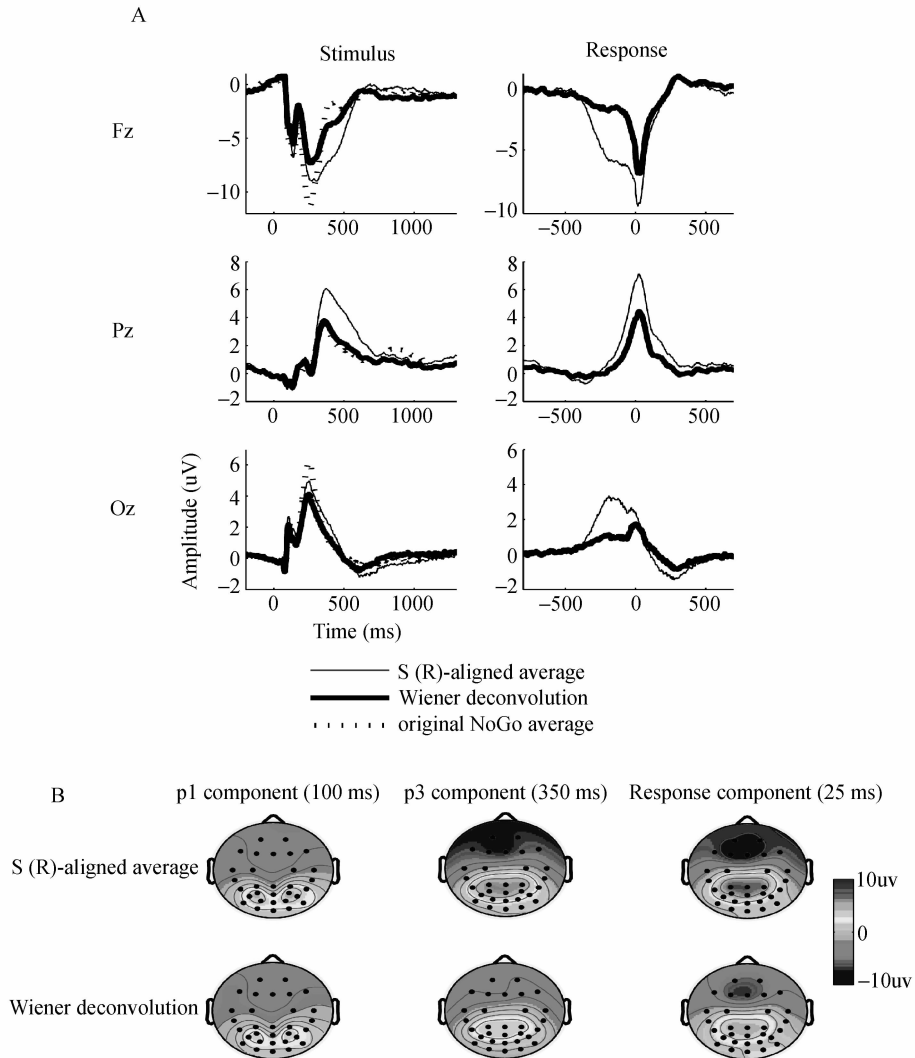 A
Stimulus
Response
Fz
0
−5
−10
0 500 1000
0
−5
−10
−500 0 500
Pz
8
6
4
2
0
−2
0 500 1000
8
6
4
2
0
−2
−500 0 500
Oz
Amplitude (uV)
6
4
2
0
−2
0 500 1000
6
4
2
0
−2
−500 0 500
Time (ms)
S (R)-aligned average
Wiener deconvolution
original NoGo average
B
p1 component (100 ms)
p3 component (350 ms)
Response component (25 ms)
S (R)-aligned average
Wiener deconvolution
10uv
0
−10uv